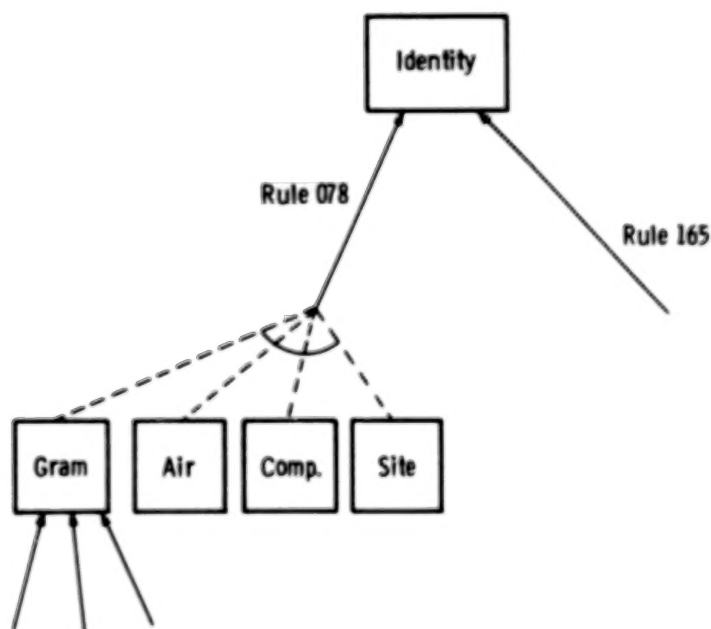 Identity
Rule 078
Rule 165
Gram
Air
Comp.
Site